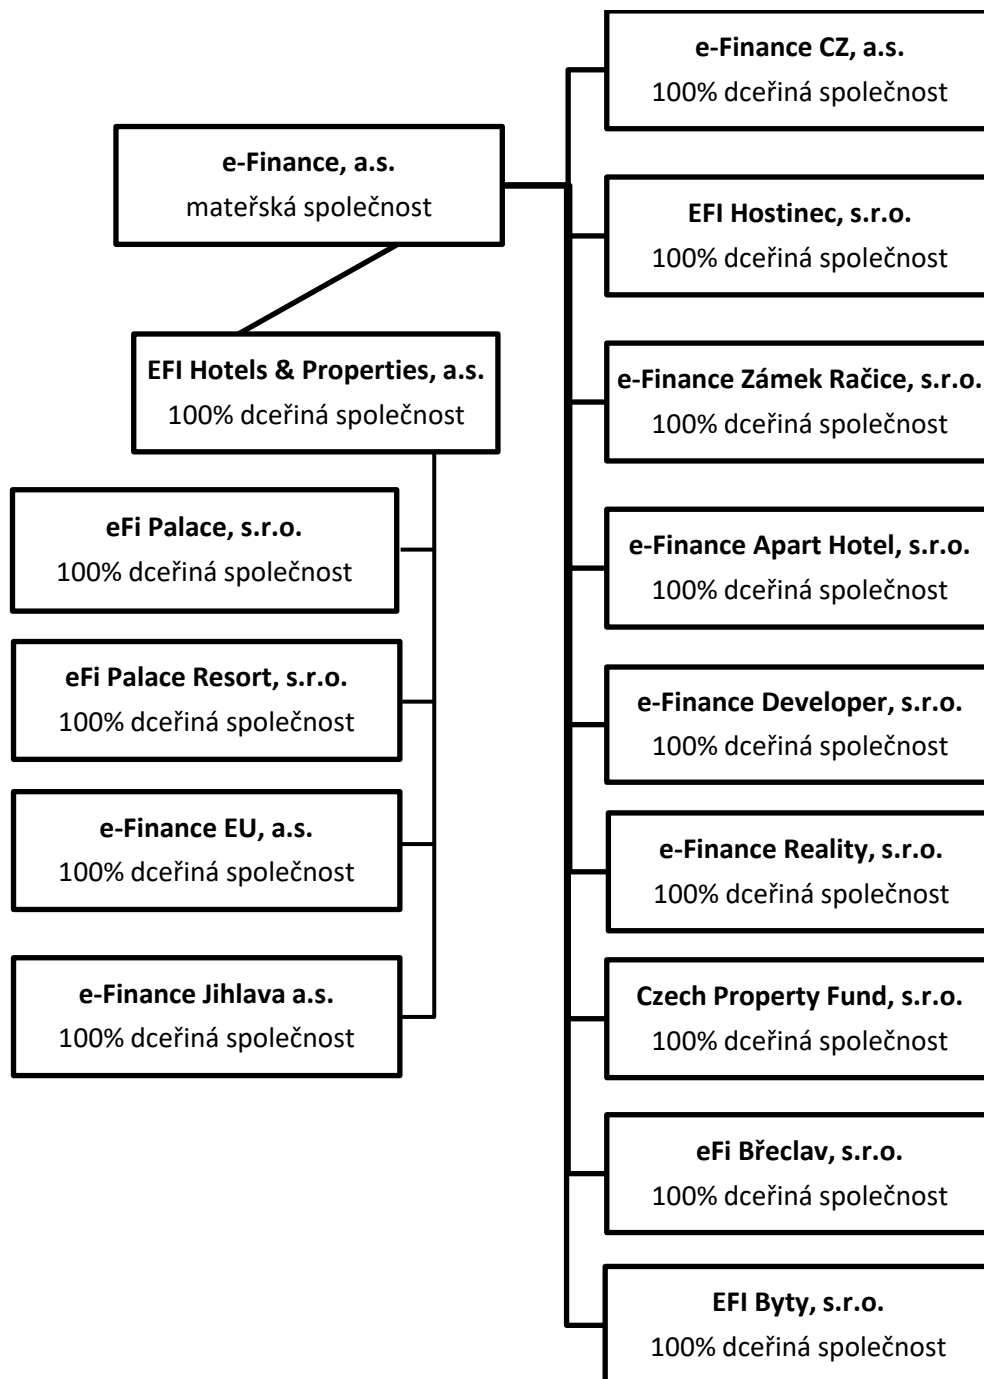 e-Finance, a.s.
mateřská společnost
EFI Hotels & Properties, a.s.
100% dceřiná společnost
eFi Palace, s.r.o.
100% dceřiná společnost
eFi Palace Resort, s.r.o.
100% dceřiná společnost
e-Finance EU, a.s.
100% dceřiná společnost
e-Finance Jihlava a.s.
100% dceřiná společnost
e-Finance CZ, a.s.
100% dceřiná společnost
EFI Hostinec, s.r.o.
100% dceřiná společnost
e-Finance Zámek Račice, s.r.o.
100% dceřiná společnost
e-Finance Apart Hotel, s.r.o.
100% dceřiná společnost
e-Finance Developer, s.r.o.
100% dceřiná společnost
e-Finance Reality, s.r.o.
100% dceřiná společnost
Czech Property Fund, s.r.o.
100% dceřiná společnost
eFi Břeclav, s.r.o.
100% dceřiná společnost
EFI Byty, s.r.o.
100% dceřiná společnost